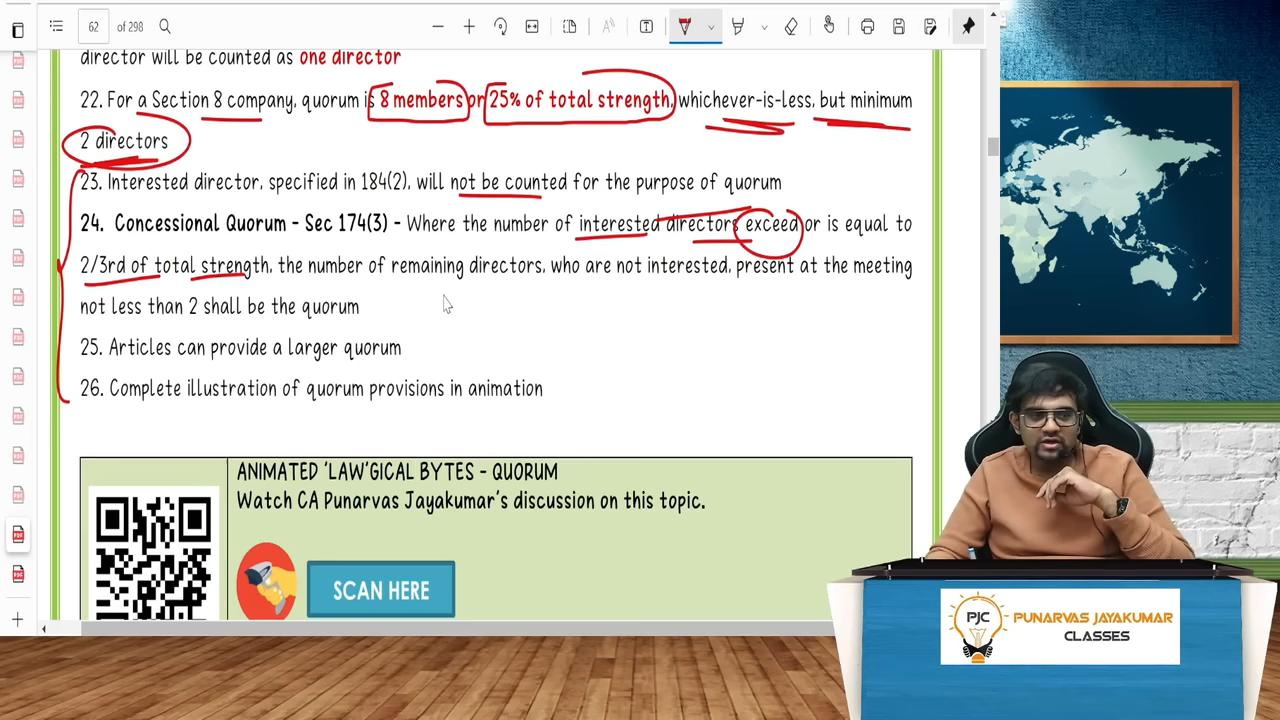 62 of 298
director will be counted as one director
22. For a Section 8 company, quorum is 8 members or 25% of total strength, whichever-is-less, but minimum
2 directors
23. Interested director, specified in 184(2), will not be counted for the purpose of quorum
24. Concessional Quorum - Sec 174(3) - Where the number of interested directors exceed or is equal to
2/3rd of total strength, the number of remaining directors, who are not interested, present at the meeting
not less than 2 shall be the quorum
25. Articles can provide a larger quorum
26. Complete illustration of quorum provisions in animation
ANIMATED 'LAW'GICAL BYTES - QUORUM
Watch CA Punarvas Jayakumar's discussion on this topic.
SCAN HERE
PJC
PUNARVAS JAYAKUMAR
CLASSES